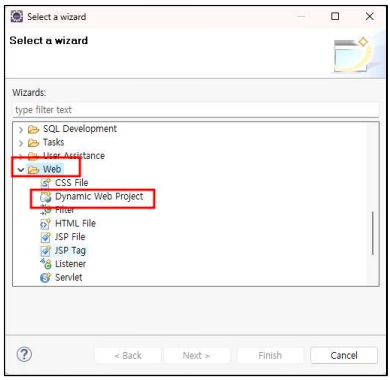 Select a wizard
Select a wizard
Wizards:
type filter text
SQL Development
Tasks
User Assistance
Web
CSS File
Dynamic Web Project
Filter
HTML File
JSP File
JSP Tag
Listener
Servlet
? < Back Next > Finish Cancel